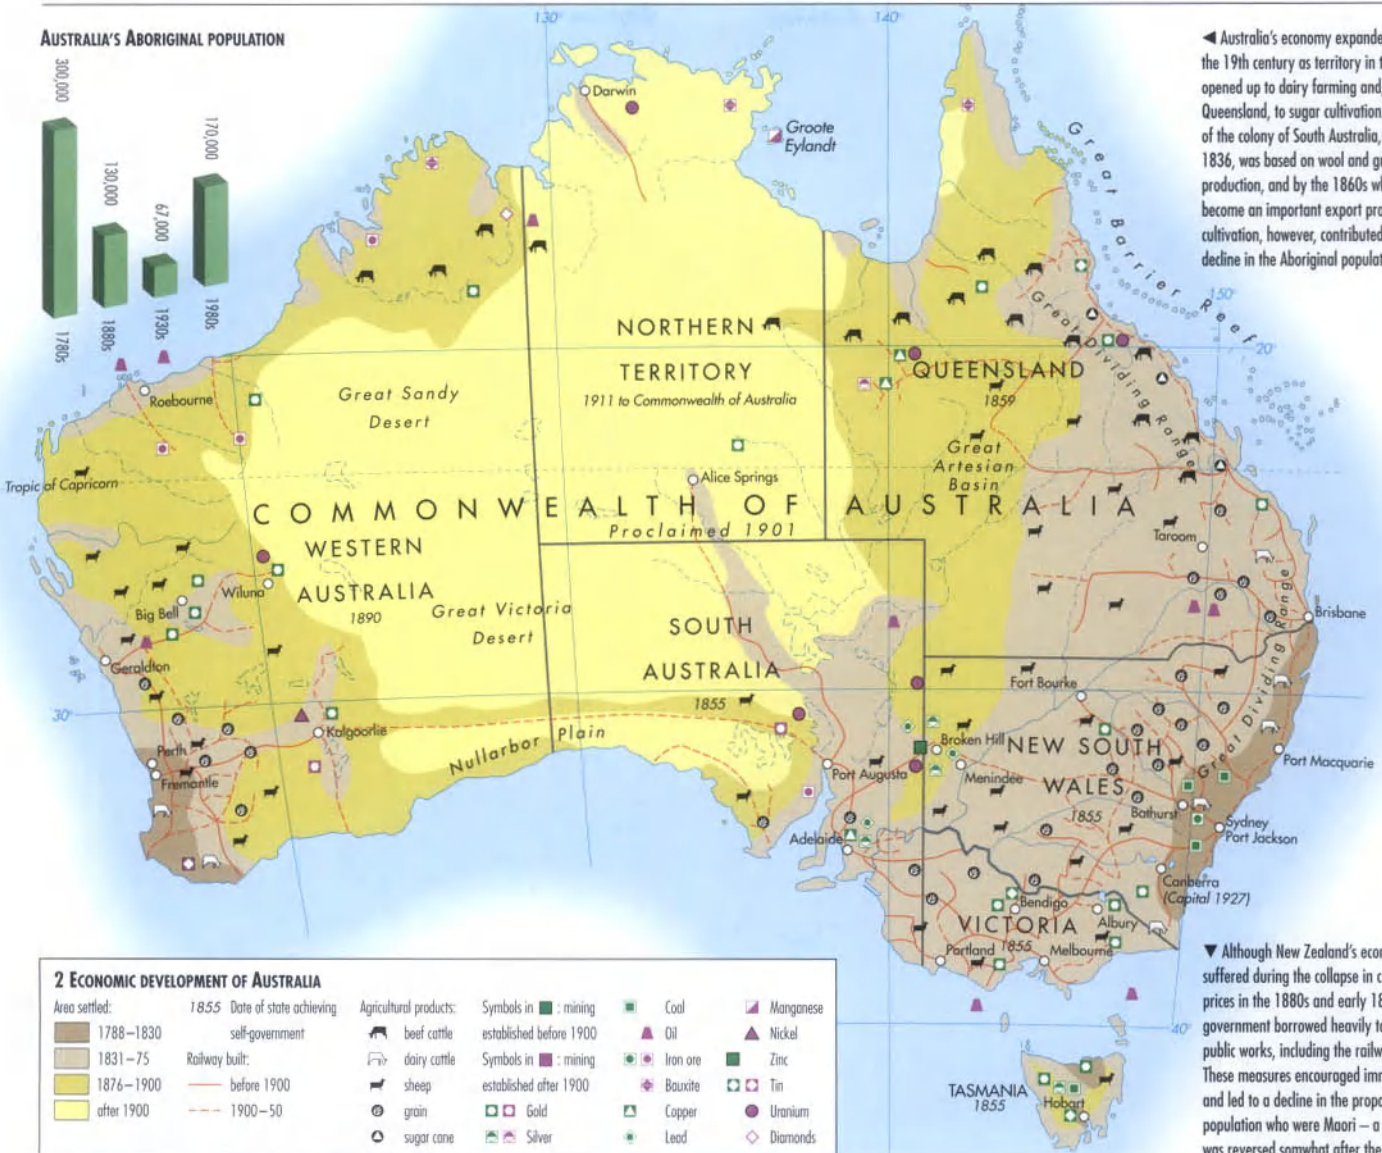 AUSTRALIA'S ABORIGINAL POPULATION
300,000
130,000
67,000
170,000
1780s
1880s
1930s
1980s
130°
140°
150°
20°
30°
40°
◀ Australia's economy expande
the 19th century as territory in t
opened up to dairy farming and
Queensland, to sugar cultivation
of the colony of South Australia,
1836, was based on wool and gr
production, and by the 1860s wh
become an important export pro
cultivation, however, contributed
decline in the Aboriginal populat
Darwin
Groote
Eylandt
Great Barrier Reef
Great Dividing Range
NORTHERN
TERRITORY
1911 to Commonwealth of Australia
QUEENSLAND
1859
Great Sandy
Desert
Roebourne
Tropic of Capricorn
Great
Artesian
Basin
Alice Springs
COMMONWEALTH OF AUSTRALIA
Proclaimed 1901
WESTERN
AUSTRALIA
1890
Wiluna
Big Bell
Great Victoria
Desert
Taroom
Brisbane
SOUTH
AUSTRALIA
1855
Geraldton
Fort Bourke
Great Dividing Range
Kalgoorlie
Nullarbor Plain
Perth
Fremantle
Port Augusta
Broken Hill
Menindee
NEW SOUTH
WALES
1855
Port Macquarie
Bathurst
Sydney
Port Jackson
Adelaide
Canberra
(Capital 1927)
Bendigo
Albury
VICTORIA
1855
Portland
Melbourne
TASMANIA
1855
Hobart
2 ECONOMIC DEVELOPMENT OF AUSTRALIA
Area settled:
1788–1830
1831–75
1876–1900
after 1900
1855 Date of state achieving
self-government
Railway built:
before 1900
1900–50
Agricultural products:
beef cattle
dairy cattle
sheep
grain
sugar cane
Symbols in : mining
established before 1900
Symbols in : mining
established after 1900
Gold
Silver
Coal
Oil
Iron ore
Bauxite
Copper
Lead
Manganese
Nickel
Zinc
Tin
Uranium
Diamonds
▼ Although New Zealand's econ
suffered during the collapse in c
prices in the 1880s and early 18
government borrowed heavily to
public works, including the railw
These measures encouraged imm
and led to a decline in the propo
population who were Maori – a
was reversed somwhat after the